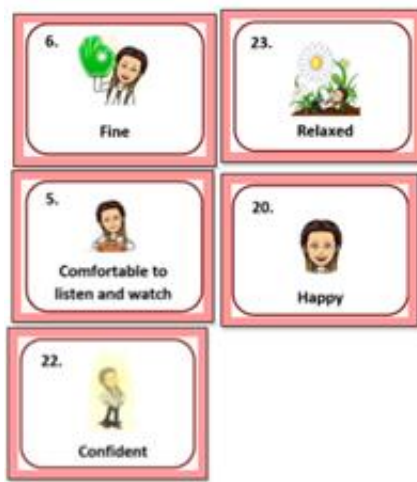 6.
Fine
23.
Relaxed
5.
Comfortable to
listen and watch
20.
Happy
22.
Confident